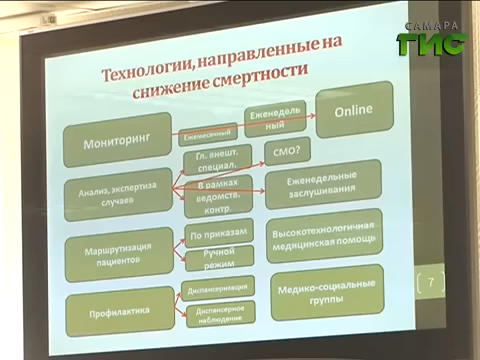 САМАРА
ГИС
Технологии, направленные на
снижение смертности
Мониторинг
Ежемесячный
Еженедель
ный
Online
Анализ, экспертиза
случаев
Гл. внешт.
специал.
СМО?
В рамках
ведомств.
контр.
Еженедельные
заслушивания
Маршрутизация
пациентов
По приказам
Ручной
режим
Высокотехнологичная
медицинская помощь
Профилактика
Диспансеризация
Диспансерное
наблюдение
Медико-социальные
группы
7